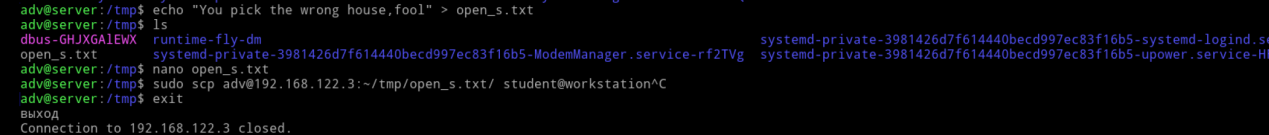 adv@server:/tmp$ echo "You pick the wrong house,fool" > open_s.txt
adv@server:/tmp$ ls
dbus-GHJXGAlEWX runtime-fly-dm systemd-private-3981426d7f614440becd997ec83f16b5-systemd-logind.se
open_s.txt systemd-private-3981426d7f614440becd997ec83f16b5-ModemManager.service-rf2TVg systemd-private-3981426d7f614440becd997ec83f16b5-upower.service-H
adv@server:/tmp$ nano open_s.txt
adv@server:/tmp$ sudo scp adv@192.168.122.3:~/tmp/open_s.txt/ student@workstation^C
adv@server:/tmp$ exit
выход
Connection to 192.168.122.3 closed.